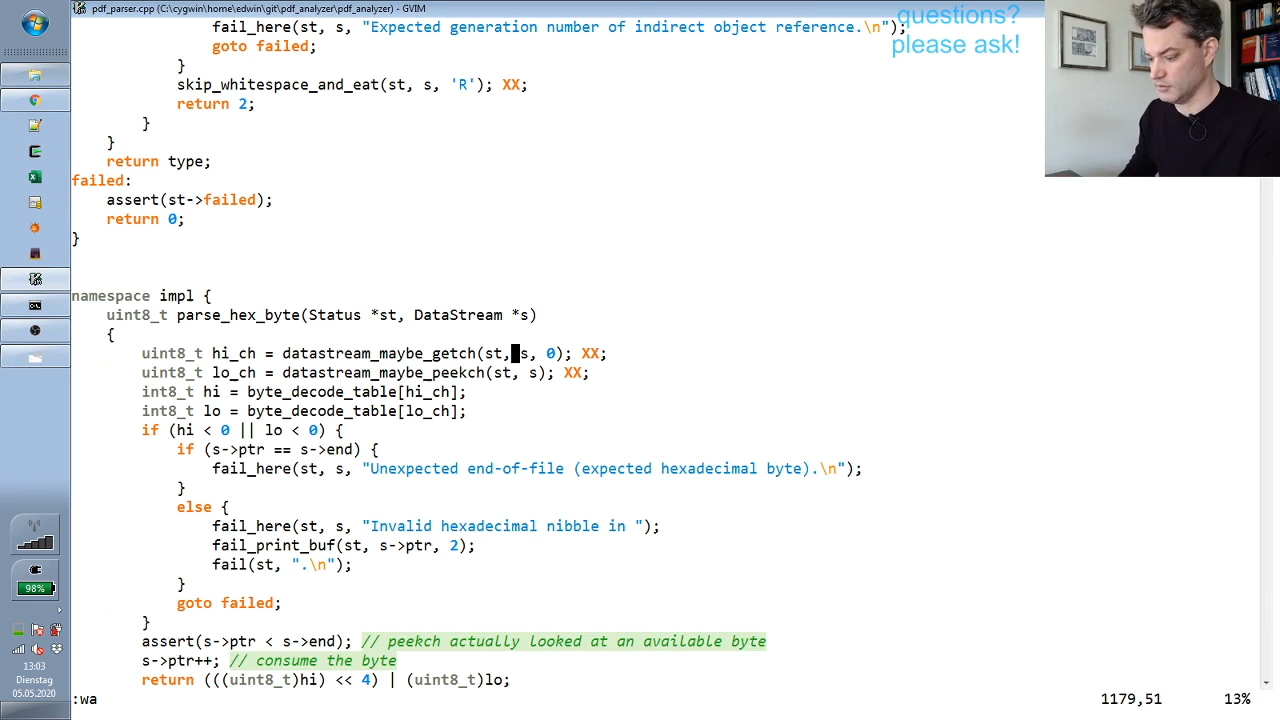 pdf_parser.cpp (C:\cygwin\home\edwin\git\pdf_analyzer\pdf_analyzer) - GVIM
questions?
please ask!
fail_here(st, s, "Expected generation number of indirect object reference.\n");
goto failed;
}
skip_whitespace_and_eat(st, s, 'R'); XX;
return 2;
}
}
return type;
failed:
assert(st->failed);
return 0;
}
namespace impl {
uint8_t parse_hex_byte(Status *st, DataStream *s)
{
uint8_t hi_ch = datastream_maybe_getch(st, s, 0); XX;
uint8_t lo_ch = datastream_maybe_peekch(st, s); XX;
int8_t hi = byte_decode_table[hi_ch];
int8_t lo = byte_decode_table[lo_ch];
if (hi < 0 || lo < 0) {
if (s->ptr == s->end) {
fail_here(st, s, "Unexpected end-of-file (expected hexadecimal byte).\n");
}
else {
fail_here(st, s, "Invalid hexadecimal nibble in ");
fail_print_buf(st, s->ptr, 2);
fail(st, ".\n");
}
goto failed;
}
assert(s->ptr < s->end); // peekch actually looked at an available byte
s->ptr++; // consume the byte
return (((uint8_t)hi) << 4) | (uint8_t)lo;
:wa
1179,51
13%
98%
13:03
Dienstag
05.05.2020